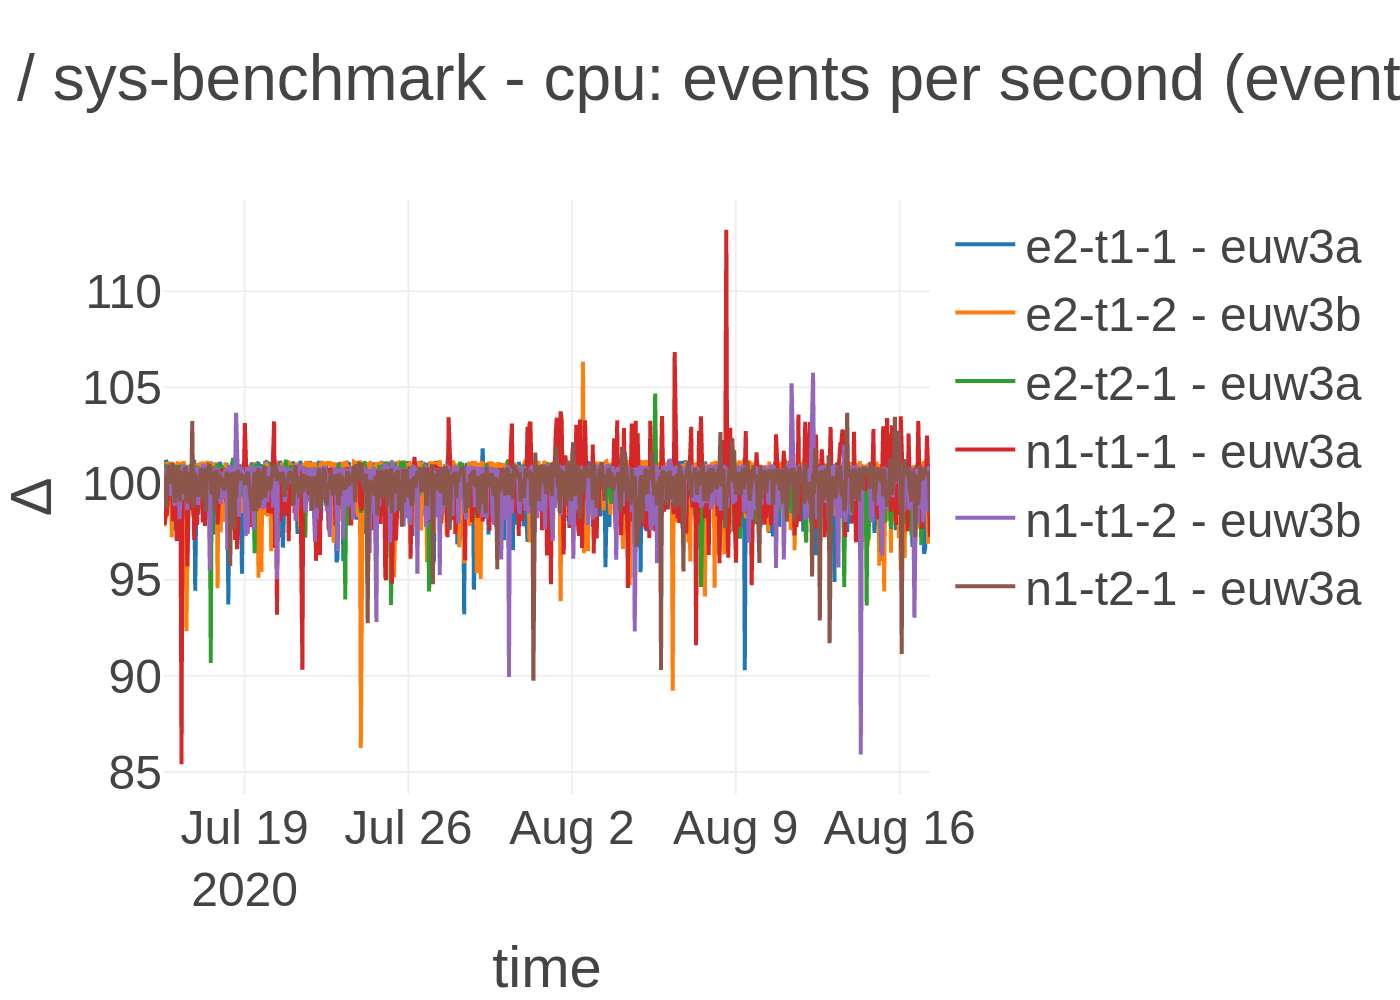 / sys-benchmark - cpu: events per second (event
110
105
100
95
90
85
Δ
Jul 19
2020
Jul 26
Aug 2
Aug 9
Aug 16
time
e2-t1-1 - euw3a
e2-t1-2 - euw3b
e2-t2-1 - euw3a
n1-t1-1 - euw3a
n1-t1-2 - euw3b
n1-t2-1 - euw3a